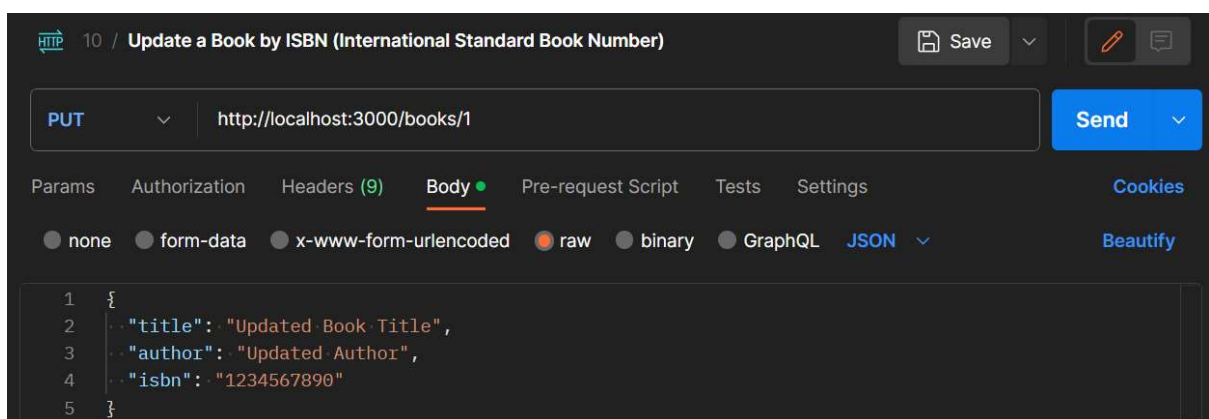 HTTP 10 / Update a Book by ISBN (International Standard Book Number) Save
PUT http://localhost:3000/books/1 Send
Params Authorization Headers (9) Body Pre-request Script Tests Settings Cookies
none form-data x-www-form-urlencoded raw binary GraphQL JSON Beautify
1 {
2 "title": "Updated Book Title",
3 "author": "Updated Author",
4 "isbn": "1234567890"
5 }